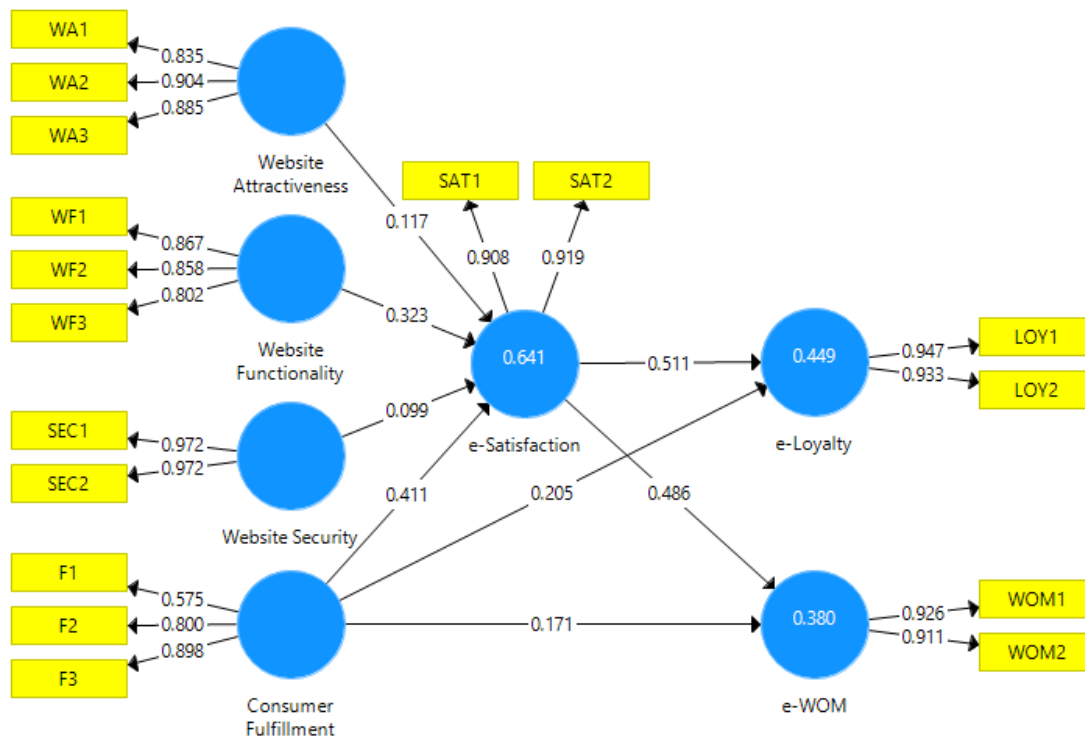 WA1
0.835
WA2
0.904
0.885
WA3
Website
Attractiveness
0.117
SAT1
SAT2
0.908
0.919
WF1
0.867
WF2
0.858
0.802
WF3
Website
Functionality
0.323
0.641
e-Satisfaction
0.511
0.449
e-Loyalty
0.947
LOY1
0.933
LOY2
SEC1
0.972
0.972
SEC2
Website Security
0.099
0.411
0.205
0.486
F1
0.575
F2
0.800
0.898
F3
Consumer
Fulfillment
0.171
0.380
e-WOM
0.926
WOM1
0.911
WOM2